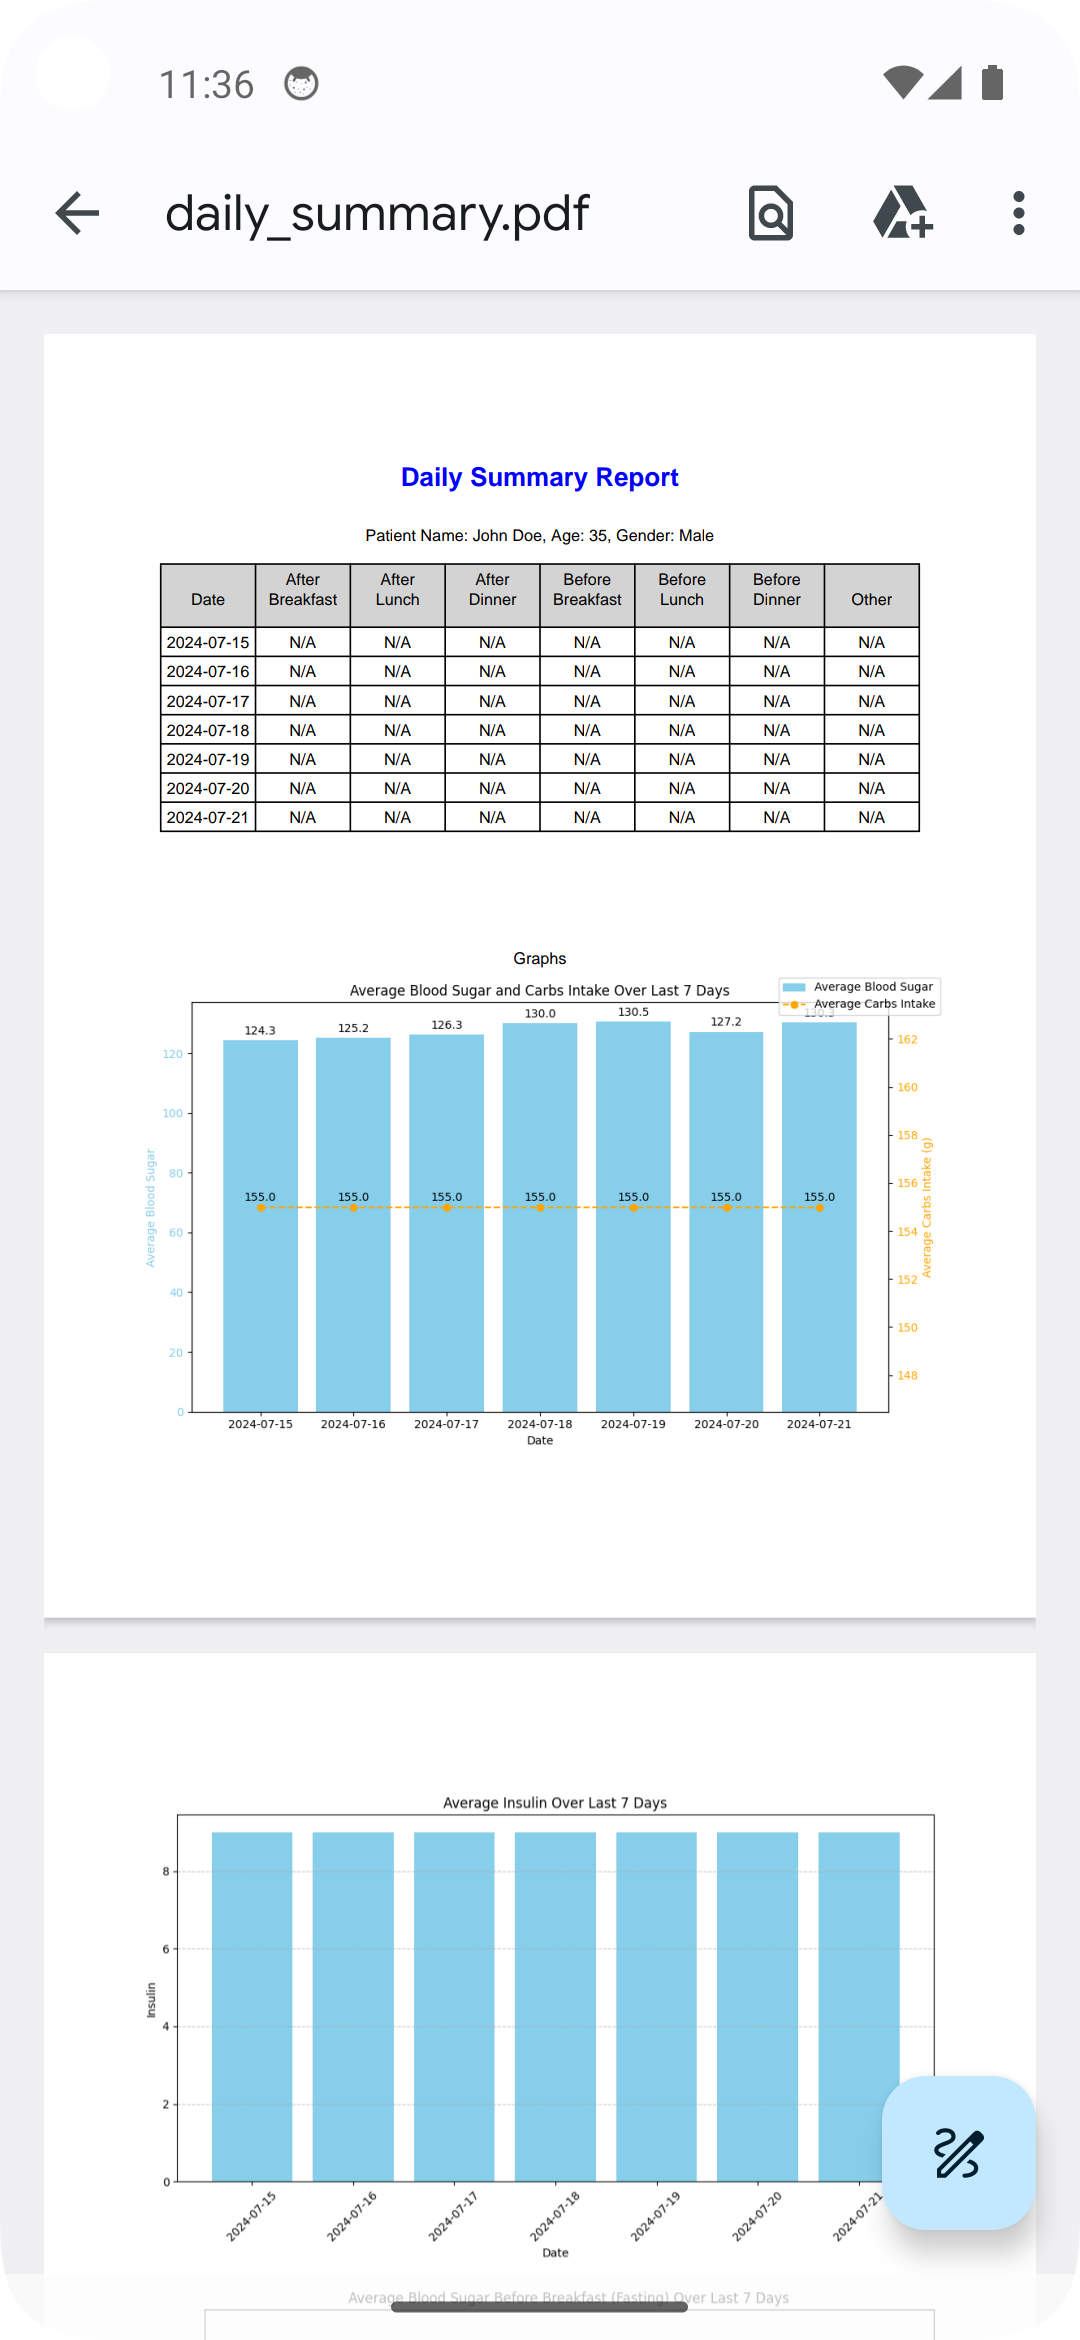 11:36
daily_summary.pdf
Daily Summary Report
Patient Name: John Doe, Age: 35, Gender: Male
Date After Breakfast After Lunch After Dinner Before Breakfast Before Lunch Before Dinner Other
2024-07-15 N/A N/A N/A N/A N/A N/A N/A
2024-07-16 N/A N/A N/A N/A N/A N/A N/A
2024-07-17 N/A N/A N/A N/A N/A N/A N/A
2024-07-18 N/A N/A N/A N/A N/A N/A N/A
2024-07-19 N/A N/A N/A N/A N/A N/A N/A
2024-07-20 N/A N/A N/A N/A N/A N/A N/A
2024-07-21 N/A N/A N/A N/A N/A N/A N/A
Graphs
Average Blood Sugar and Carbs Intake Over Last 7 Days
Average Blood Sugar
Average Carbs Intake
124.3 125.2 126.3 130.0 130.5 127.2 130.3
155.0 155.0 155.0 155.0 155.0 155.0 155.0
Average Blood Sugar
120
100
80
60
40
20
0
162
160
158
156
154
152
150
148
Average Carbs Intake (g)
2024-07-15 2024-07-16 2024-07-17 2024-07-18 2024-07-19 2024-07-20 2024-07-21
Date
Average Insulin Over Last 7 Days
Insulin
8
6
4
2
0
2024-07-15 2024-07-16 2024-07-17 2024-07-18 2024-07-19 2024-07-20 2024-07-21
Date
Average Blood Sugar Before Breakfast (Fasting) Over Last 7 Days